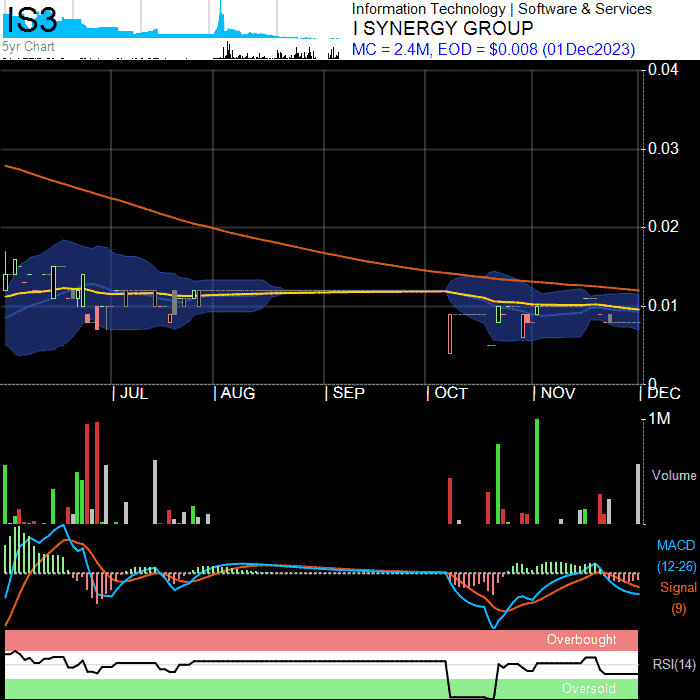 IS3
5yr Chart
Information Technology | Software & Services
I SYNERGY GROUP
MC = 2.4M, EOD = $0.008 (01Dec2023)
0.04
0.03
0.02
0.01
0
JUL
AUG
SEP
OCT
NOV
DEC
1M
Volume
MACD
(12-26)
Signal
(9)
Overbought
RSI(14)
Oversold